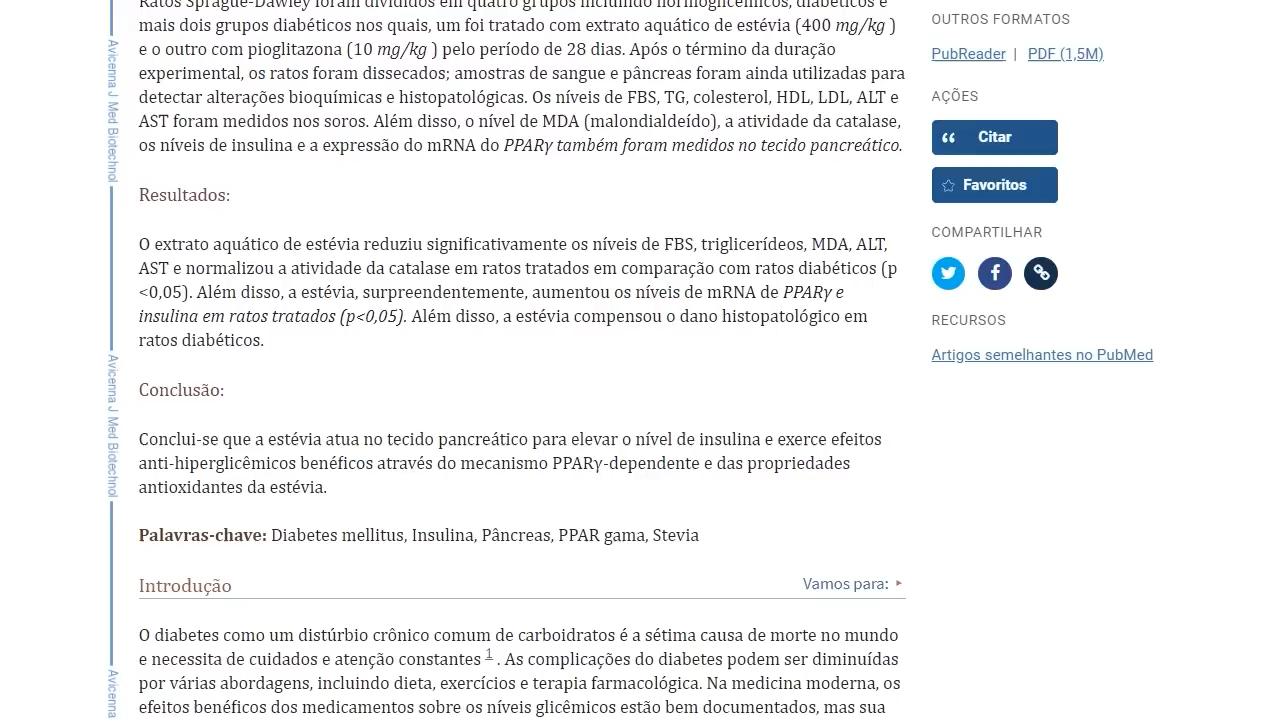 Ratos Sprague-Dawley foram divididos em quatro grupos incluindo normoglicêmicos, diabéticos e
mais dois grupos diabéticos nos quais, um foi tratado com extrato aquático de estévia (400 mg/kg )
e o outro com pioglitazona (10 mg/kg ) pelo período de 28 dias. Após o término da duração
experimental, os ratos foram dissecados; amostras de sangue e pâncreas foram ainda utilizadas para
detectar alterações bioquímicas e histopatológicas. Os níveis de FBS, TG, colesterol, HDL, LDL, ALT e
AST foram medidos nos soros. Além disso, o nível de MDA (malondialdeído), a atividade da catalase,
os níveis de insulina e a expressão do mRNA do PPARγ também foram medidos no tecido pancreático.
Resultados:
O extrato aquático de estévia reduziu significativamente os níveis de FBS, triglicerídeos, MDA, ALT,
AST e normalizou a atividade da catalase em ratos tratados em comparação com ratos diabéticos (p
<0,05). Além disso, a estévia, surpreendentemente, aumentou os níveis de mRNA de PPARγ e
insulina em ratos tratados (p<0,05). Além disso, a estévia compensou o dano histopatológico em
ratos diabéticos.
Conclusão:
Conclui-se que a estévia atua no tecido pancreático para elevar o nível de insulina e exerce efeitos
anti-hiperglicêmicos benéficos através do mecanismo PPARγ-dependente e das propriedades
antioxidantes da estévia.
Palavras-chave: Diabetes mellitus, Insulina, Pâncreas, PPAR gama, Stevia
Introdução
Vamos para:
O diabetes como um distúrbio crônico comum de carboidratos é a sétima causa de morte no mundo
e necessita de cuidados e atenção constantes 1 . As complicações do diabetes podem ser diminuídas
por várias abordagens, incluindo dieta, exercícios e terapia farmacológica. Na medicina moderna, os
efeitos benéficos dos medicamentos sobre os níveis glicêmicos estão bem documentados, mas sua
Avicenna J Med Biotechnol
Avicenna J Med Biotechnol
Avicenna
OUTROS FORMATOS
PubReader | PDF (1,5M)
AÇÕES
Citar
Favoritos
COMPARTILHAR
RECURSOS
Artigos semelhantes no PubMed